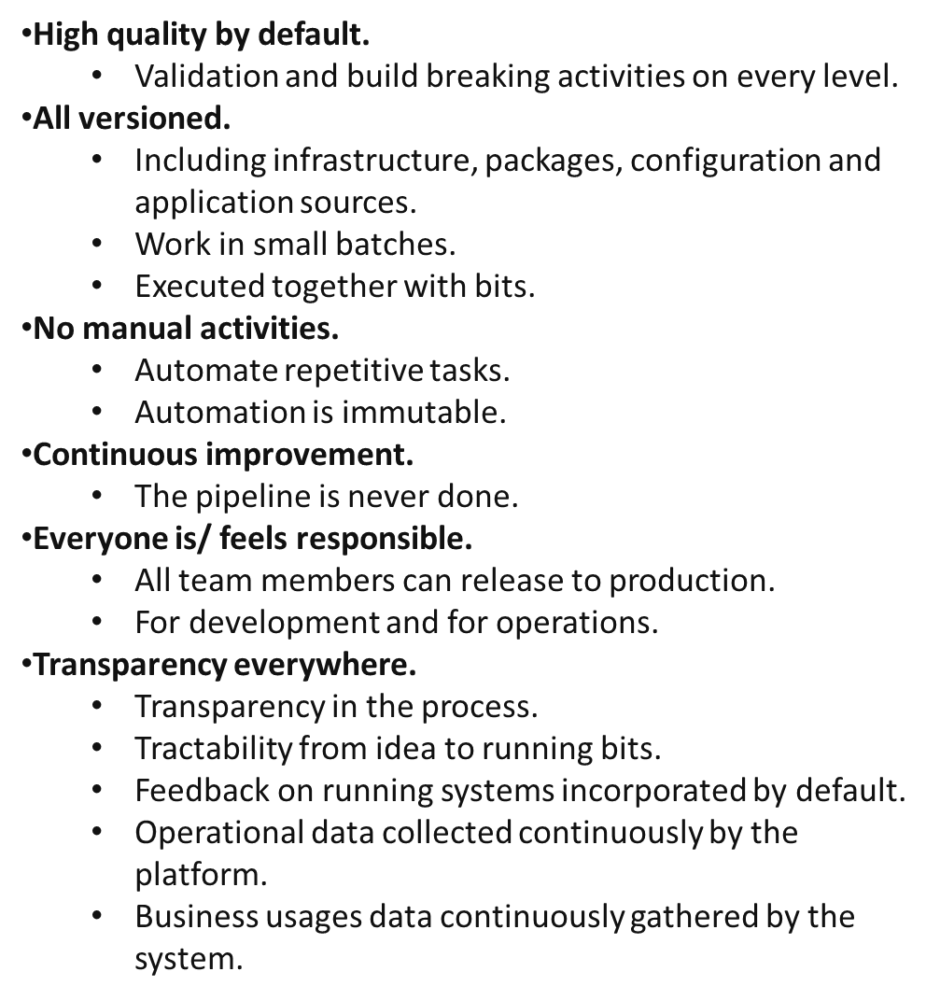 •High quality by default.
• Validation and build breaking activities on every level.
•All versioned.
• Including infrastructure, packages, configuration and
application sources.
• Work in small batches.
• Executed together with bits.
•No manual activities.
• Automate repetitive tasks.
• Automation is immutable.
•Continuous improvement.
• The pipeline is never done.
•Everyone is/ feels responsible.
• All team members can release to production.
• For development and for operations.
•Transparency everywhere.
• Transparency in the process.
• Tractability from idea to running bits.
• Feedback on running systems incorporated by default.
• Operational data collected continuously by the
platform.
• Business usages data continuously gathered by the
system.